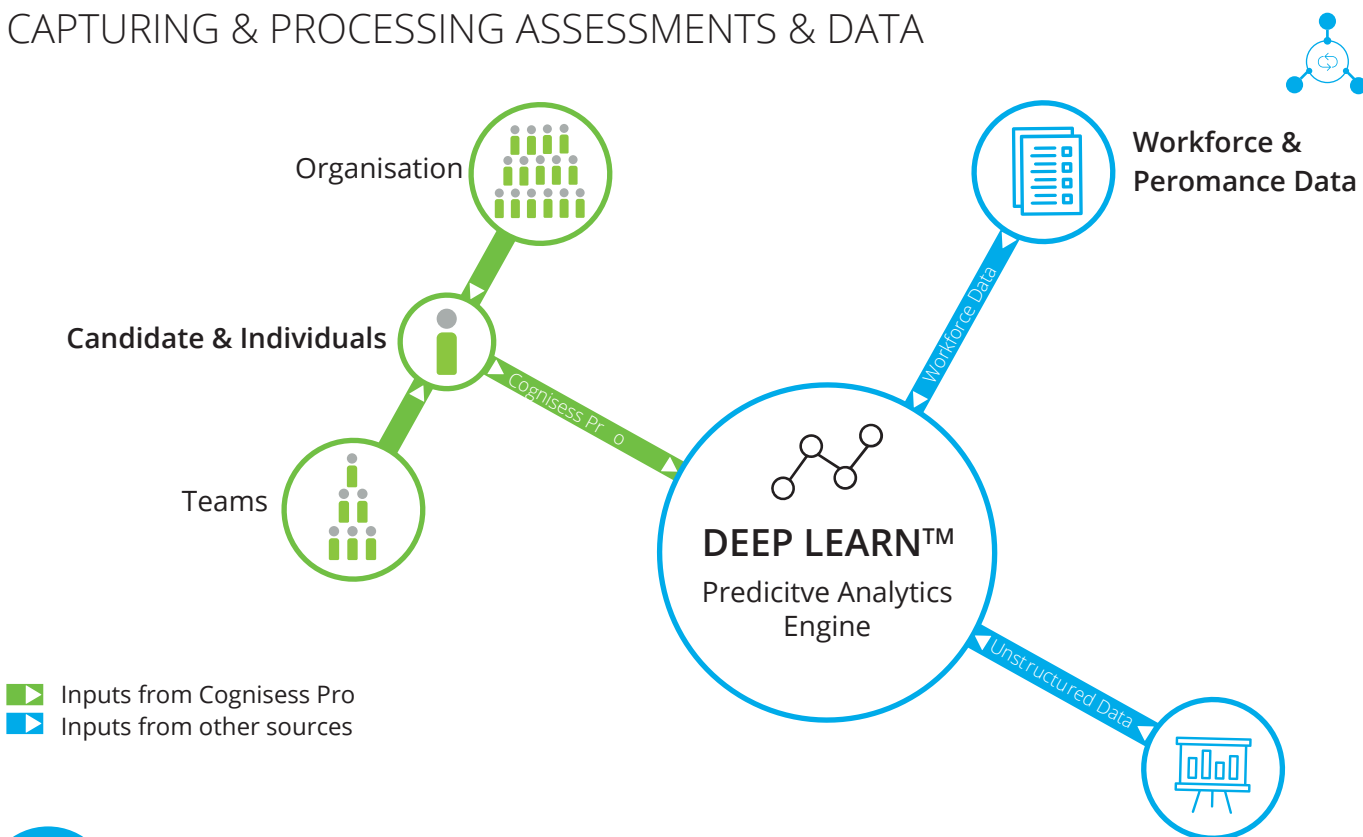 CAPTURING & PROCESSING ASSESSMENTS & DATA
Organisation
Workforce &
Peromance Data
Candidate & Individuals
Workforce Data
Cognisess Pr o
Teams
DEEP LEARN™
Predicitve Analytics
Engine
Unstructured Data
Inputs from Cognisess Pro
Inputs from other sources